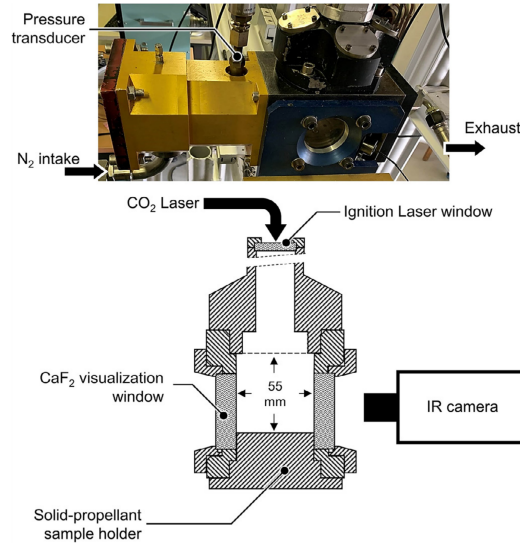 Pressure
transducer
Exhaust
N₂ intake
CO₂ Laser
Ignition Laser window
CaF₂ visualization
window
55
mm
IR camera
Solid-propellant
sample holder